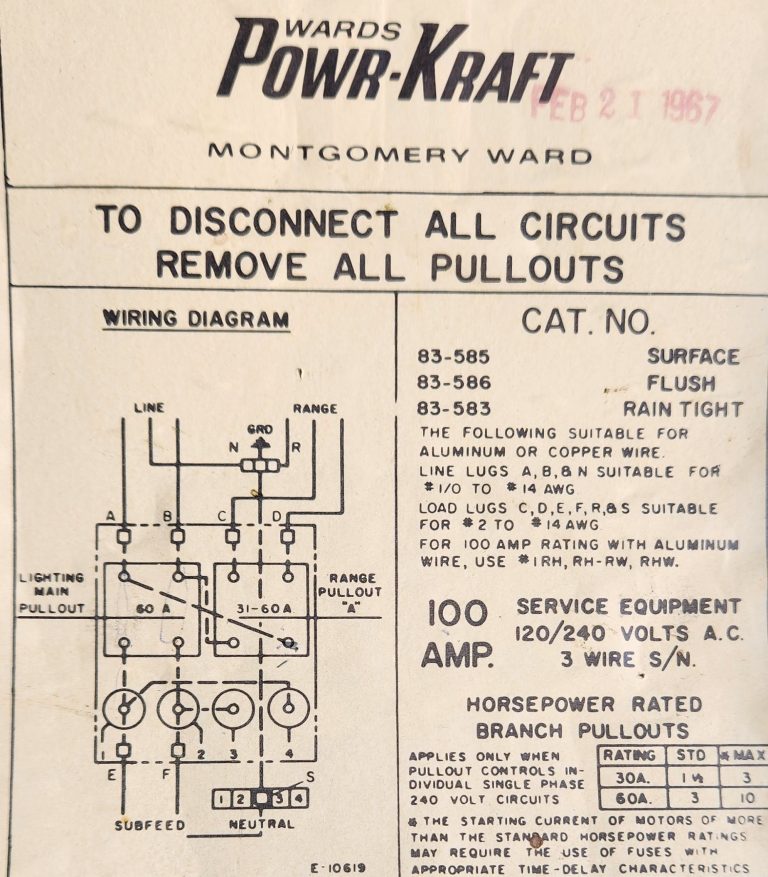 WARDS
POWR-KRAFT
FEB 21 1967
MONTGOMERY WARD
TO DISCONNECT ALL CIRCUITS
REMOVE ALL PULLOUTS
WIRING DIAGRAM
LINE RANGE
GRD
N R
A B C D
LIGHTING
MAIN
PULLOUT
60 A
31-60A
RANGE
PULLOUT
"A"
1 2 3 4
E F S
1 2 3 4
SUBFEED NEUTRAL
E-10619
CAT. NO.
83-585 SURFACE
83-586 FLUSH
83-583 RAIN TIGHT
THE FOLLOWING SUITABLE FOR
ALUMINUM OR COPPER WIRE.
LINE LUGS A,B,& N SUITABLE FOR
#1/0 TO #14 AWG
LOAD LUGS C,D,E,F,R,& S SUITABLE
FOR #2 TO #14 AWG
FOR 100 AMP RATING WITH ALUMINUM
WIRE, USE #1 RH, RH-RW, RHW.
100
AMP.
SERVICE EQUIPMENT
120/240 VOLTS A.C.
3 WIRE S/N.
HORSEPOWER RATED
BRANCH PULLOUTS
APPLIES ONLY WHEN
PULLOUT CONTROLS IN-
DIVIDUAL SINGLE PHASE
240 VOLT CIRCUITS
RATING STD * MAX
30A. 1 ½ 3
60A. 3 10
* THE STARTING CURRENT OF MOTORS OF MORE
THAN THE STANDARD HORSEPOWER RATINGS
MAY REQUIRE THE USE OF FUSES WITH
APPROPRIATE TIME-DELAY CHARACTERISTICS